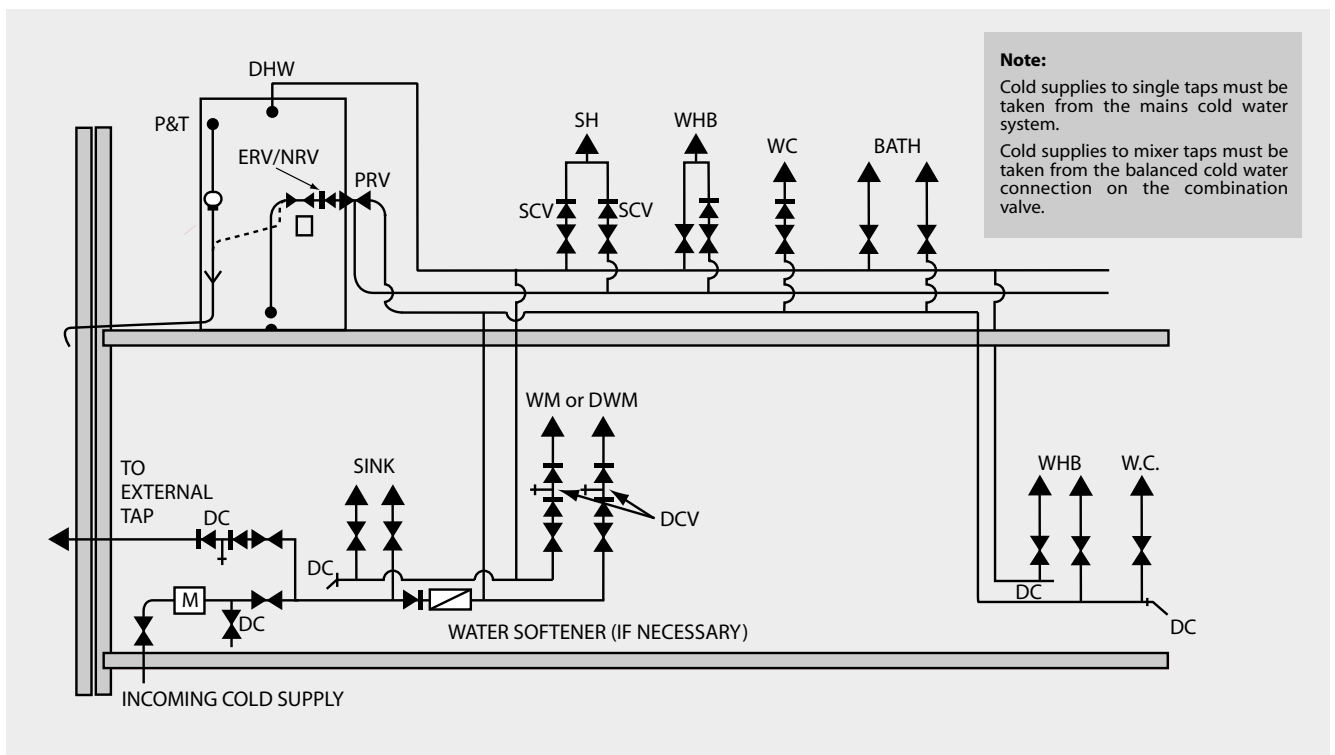 Note:
Cold supplies to single taps must be
taken from the mains cold water
system.
Cold supplies to mixer taps must be
taken from the balanced cold water
connection on the combination
valve.
DHW
P&T
ERV/NRV
PRV
SH
WHB
WC
BATH
SCV
SCV
WM or DWM
SINK
TO
EXTERNAL
TAP
DC
DCV
WHB
W.C.
DC
M
DC
DC
DC
WATER SOFTENER (IF NECESSARY)
INCOMING COLD SUPPLY